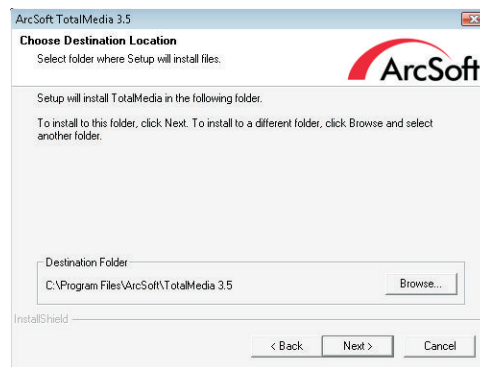 ArcSoft TotalMedia 3.5
Choose Destination Location
Select folder where Setup will install files.
ArcSoft
Setup will install TotalMedia in the following folder.
To install to this folder, click Next. To install to a different folder, click Browse and select
another folder.
Destination Folder
C:\Program Files\ArcSoft\TotalMedia 3.5
Browse...
InstallShield
< Back
Next >
Cancel